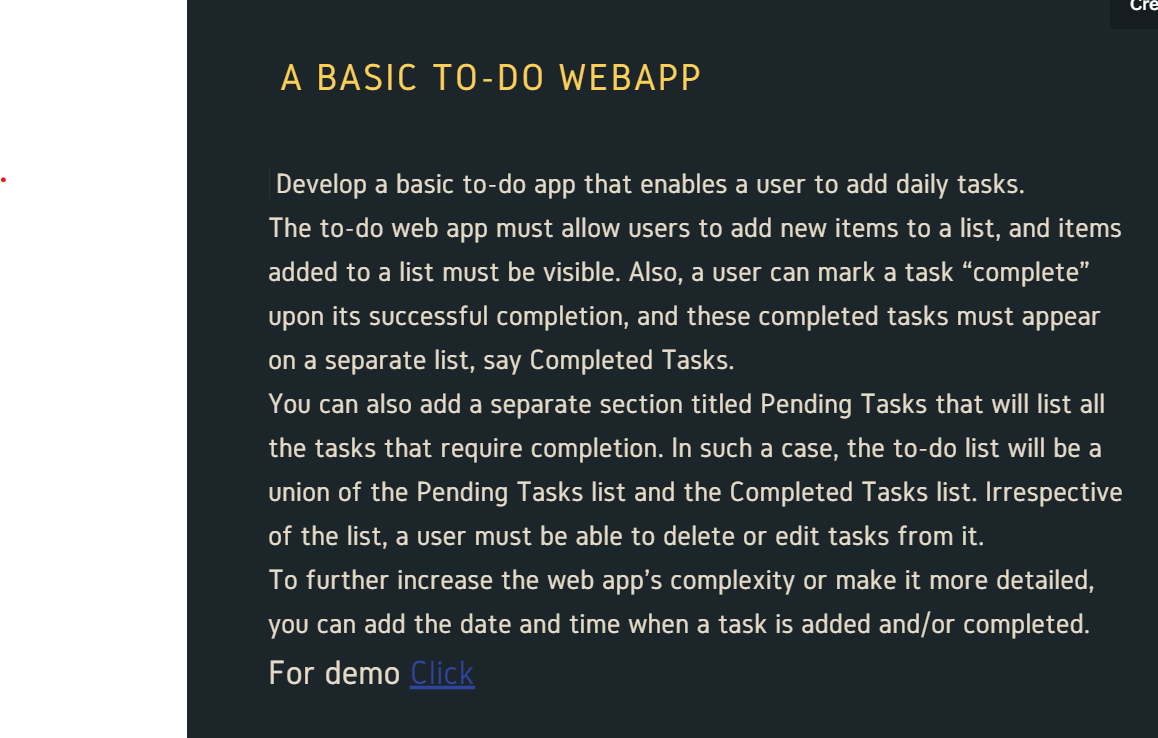 Cre
A BASIC TO-DO WEBAPP
Develop a basic to-do app that enables a user to add daily tasks.
The to-do web app must allow users to add new items to a list, and items
added to a list must be visible. Also, a user can mark a task “complete”
upon its successful completion, and these completed tasks must appear
on a separate list, say Completed Tasks.
You can also add a separate section titled Pending Tasks that will list all
the tasks that require completion. In such a case, the to-do list will be a
union of the Pending Tasks list and the Completed Tasks list. Irrespective
of the list, a user must be able to delete or edit tasks from it.
To further increase the web app’s complexity or make it more detailed,
you can add the date and time when a task is added and/or completed.
For demo Click